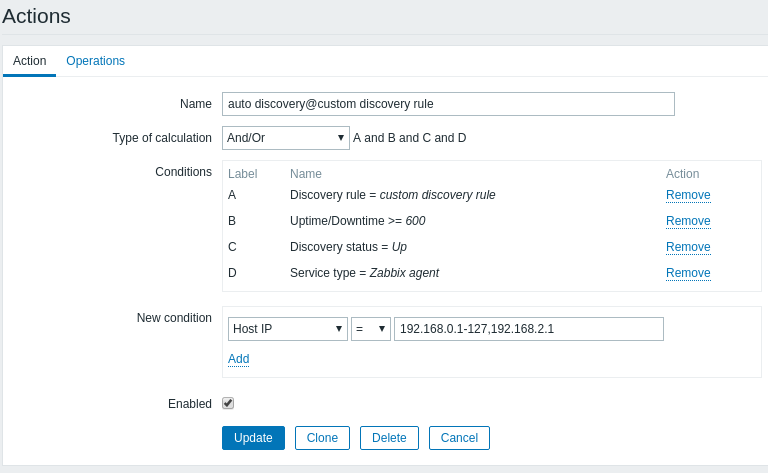 Actions
Action Operations
Name auto discovery@custom discovery rule
Type of calculation And/Or A and B and C and D
Conditions Label Name Action
A Discovery rule = custom discovery rule Remove
B Uptime/Downtime >= 600 Remove
C Discovery status = Up Remove
D Service type = Zabbix agent Remove
New condition Host IP = 192.168.0.1-127,192.168.2.1
Add
Enabled
Update Clone Delete Cancel